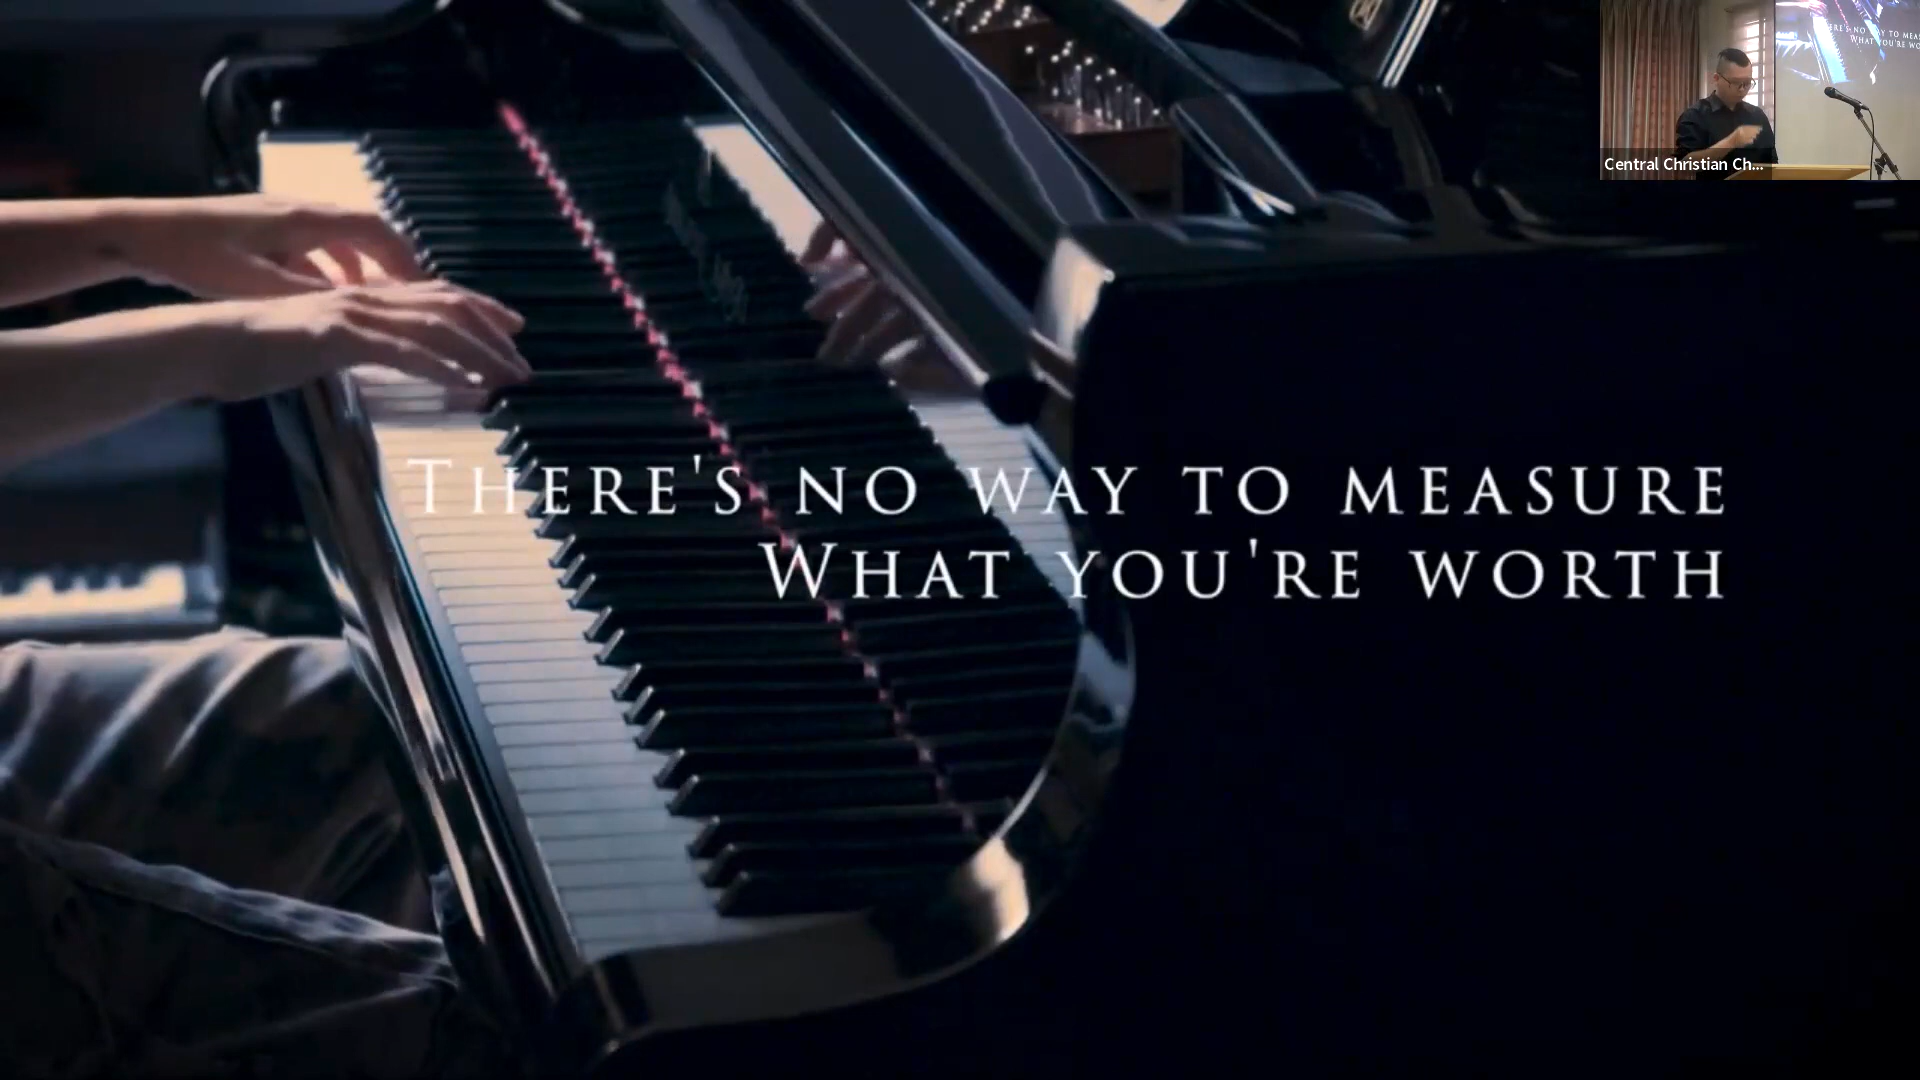 There's no way to measure
What you're worth
Central Christian Ch...